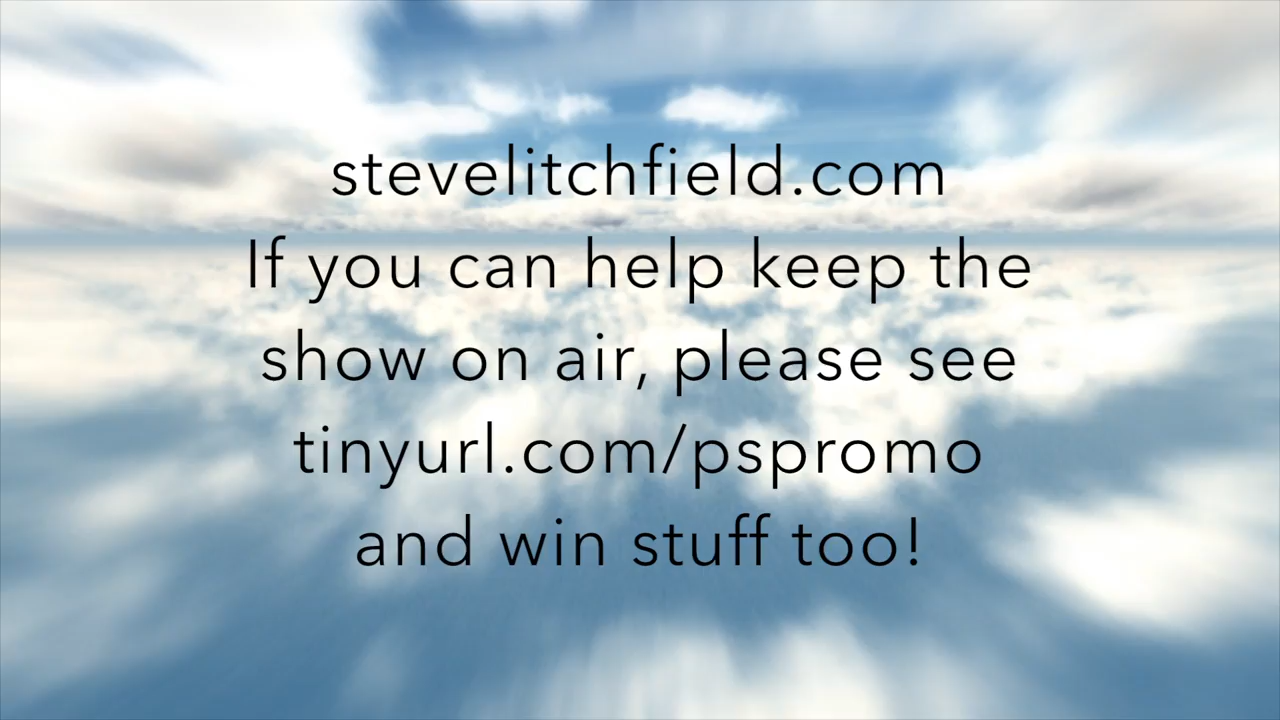 stevelitchfield.com
If you can help keep the
show on air, please see
tinyurl.com/pspromo
and win stuff too!